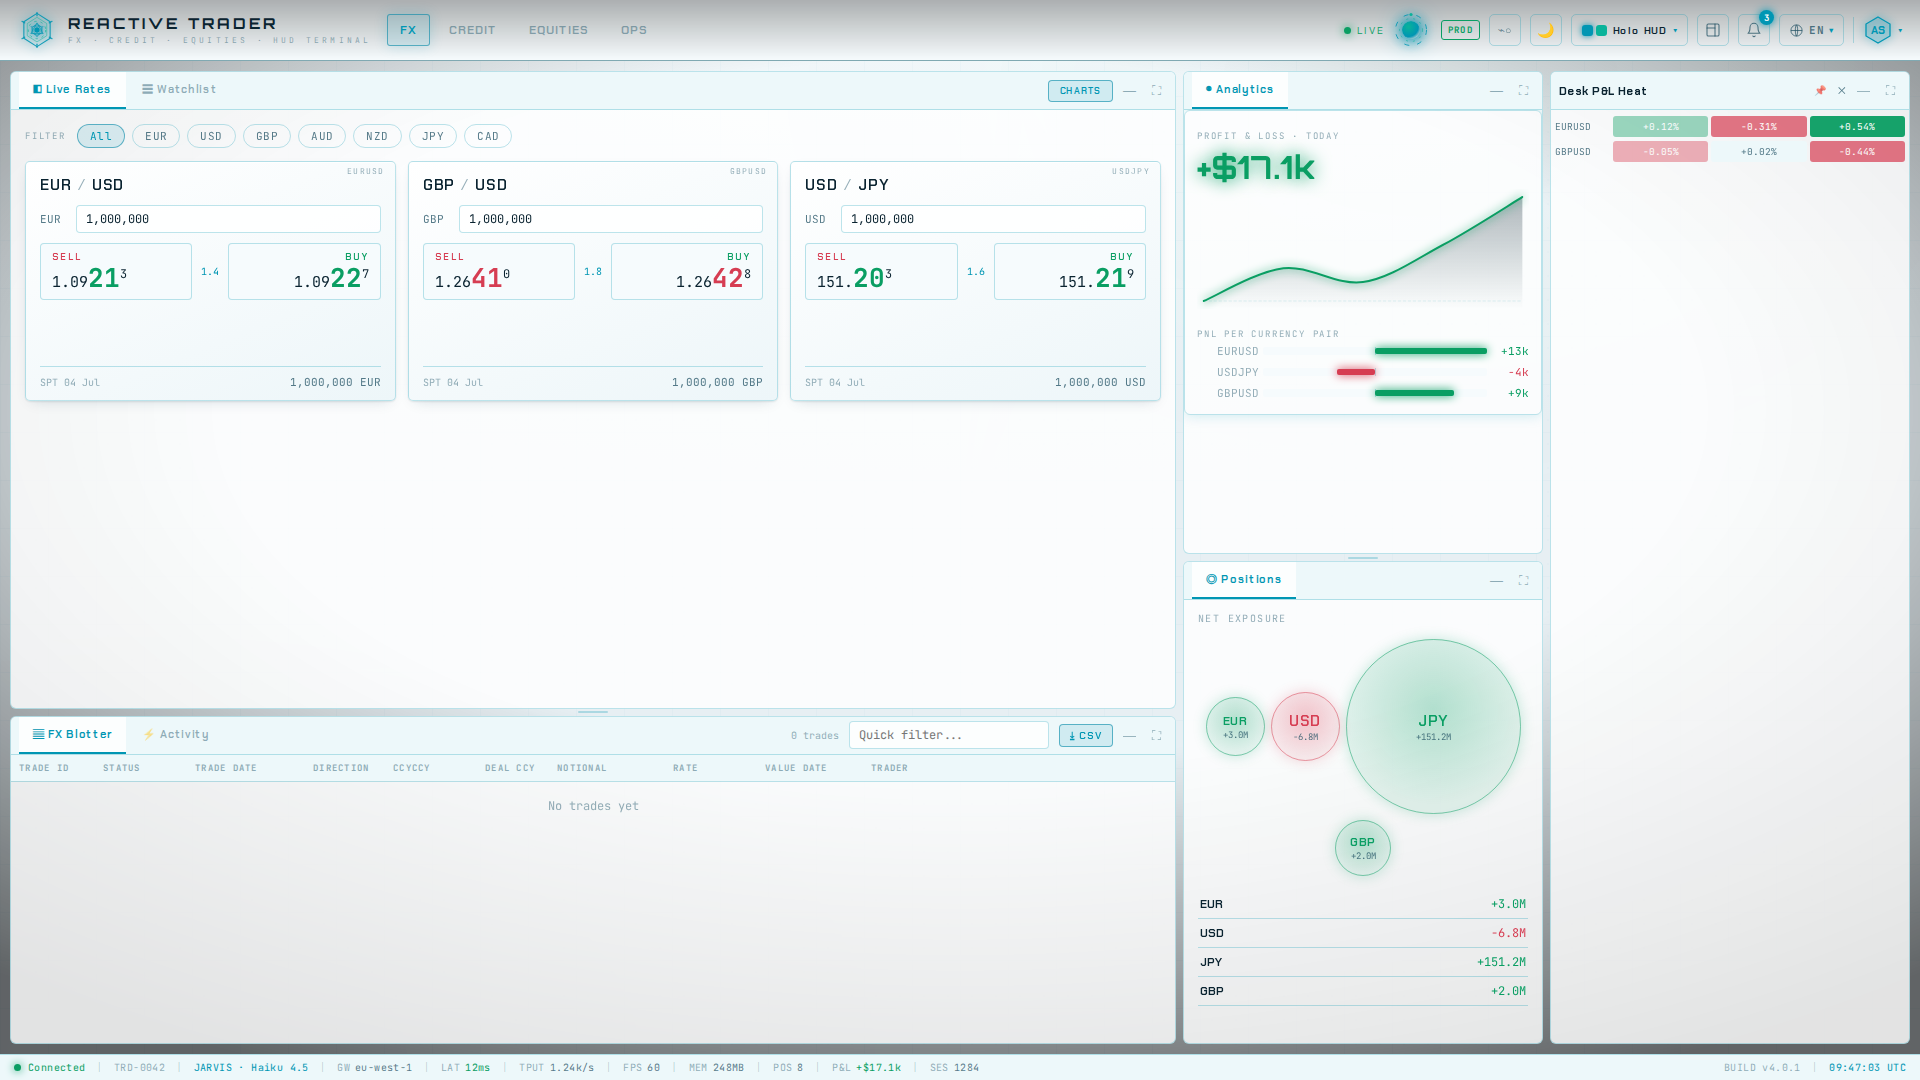 REACTIVE TRADER
FX · CREDIT · EQUITIES · HUD TERMINAL
FX CREDIT EQUITIES OPS
LIVE PROD Holo HUD 3 EN AS
Live Rates Watchlist CHARTS
FILTER All EUR USD GBP AUD NZD JPY CAD
EURUSD
EUR / USD
EUR 1,000,000
SELL 1.09213
1.4
BUY 1.09227
SPT 04 Jul 1,000,000 EUR
GBPUSD
GBP / USD
GBP 1,000,000
SELL 1.26410
1.8
BUY 1.26428
SPT 04 Jul 1,000,000 GBP
USDJPY
USD / JPY
USD 1,000,000
SELL 151.203
1.6
BUY 151.219
SPT 04 Jul 1,000,000 USD
FX Blotter Activity 0 trades Quick filter... CSV
TRADE ID STATUS TRADE DATE DIRECTION CCYCCY DEAL CCY NOTIONAL RATE VALUE DATE TRADER
No trades yet
Analytics
PROFIT & LOSS · TODAY
+$17.1k
PNL PER CURRENCY PAIR
EURUSD +13k
USDJPY -4k
GBPUSD +9k
Positions
NET EXPOSURE
EUR +3.0M
USD -6.8M
JPY +151.2M
GBP +2.0M
EUR +3.0M
USD -6.8M
JPY +151.2M
GBP +2.0M
Desk P&L Heat
EURUSD +0.12% -0.31% +0.54%
GBPUSD -0.05% +0.02% -0.44%
Connected TRD-0042 JARVIS · Haiku 4.5 GW eu-west-1 LAT 12ms TPUT 1.24k/s FPS 60 MEM 248MB POS 8 P&L +$17.1k SES 1284 BUILD v4.0.1 09:47:03 UTC